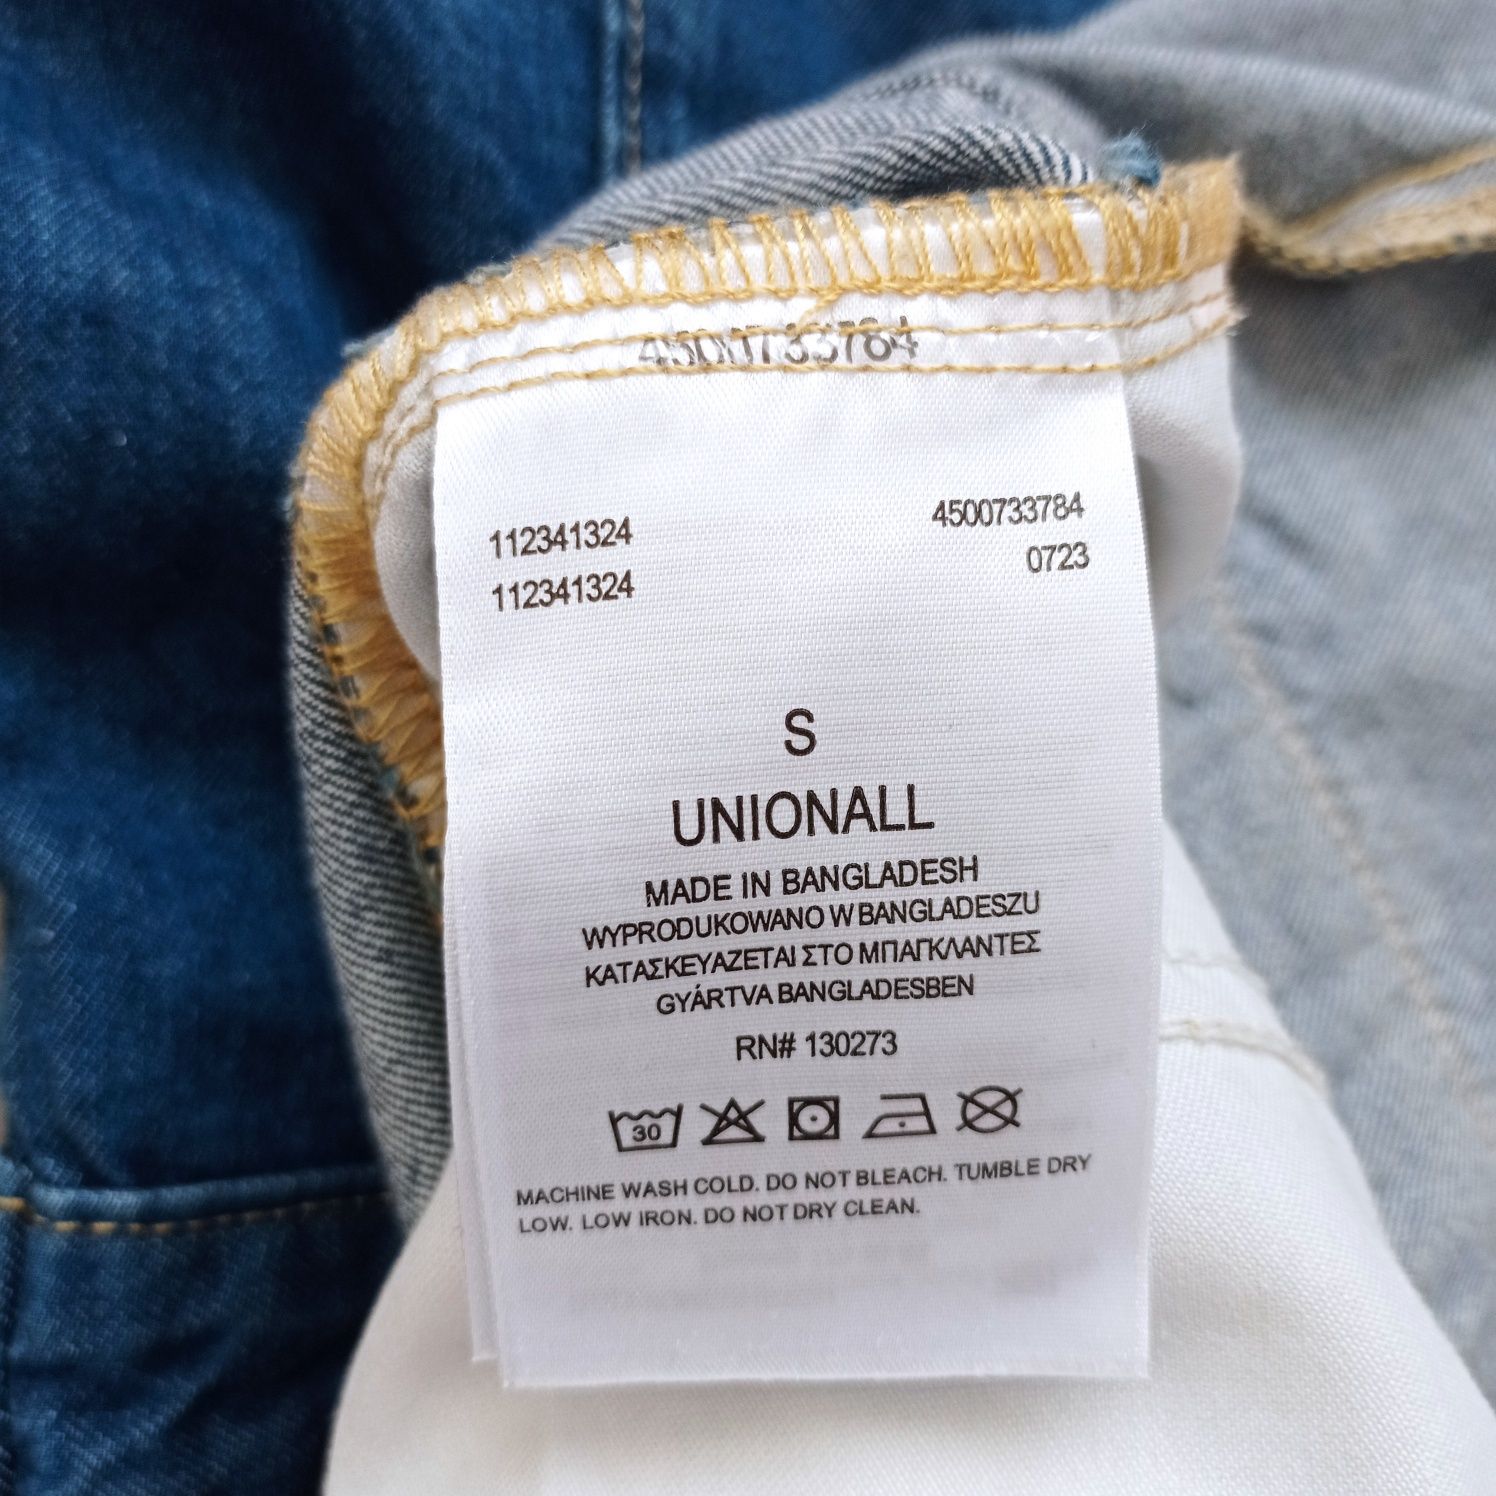 4500733784
112341324 4500733784
112341324 0723
S
UNIONALL
MADE IN BANGLADESH
WYPRODUKOWANO W BANGLADESZU
ΚΑΤΑΣΚΕΥΑΖΕΤΑΙ ΣΤΟ ΜΠΑΓΚΛΑΝΤΕΣ
GYÁRTVA BANGLADESBEN
RN# 130273
30
MACHINE WASH COLD. DO NOT BLEACH. TUMBLE DRY
LOW. LOW IRON. DO NOT DRY CLEAN.